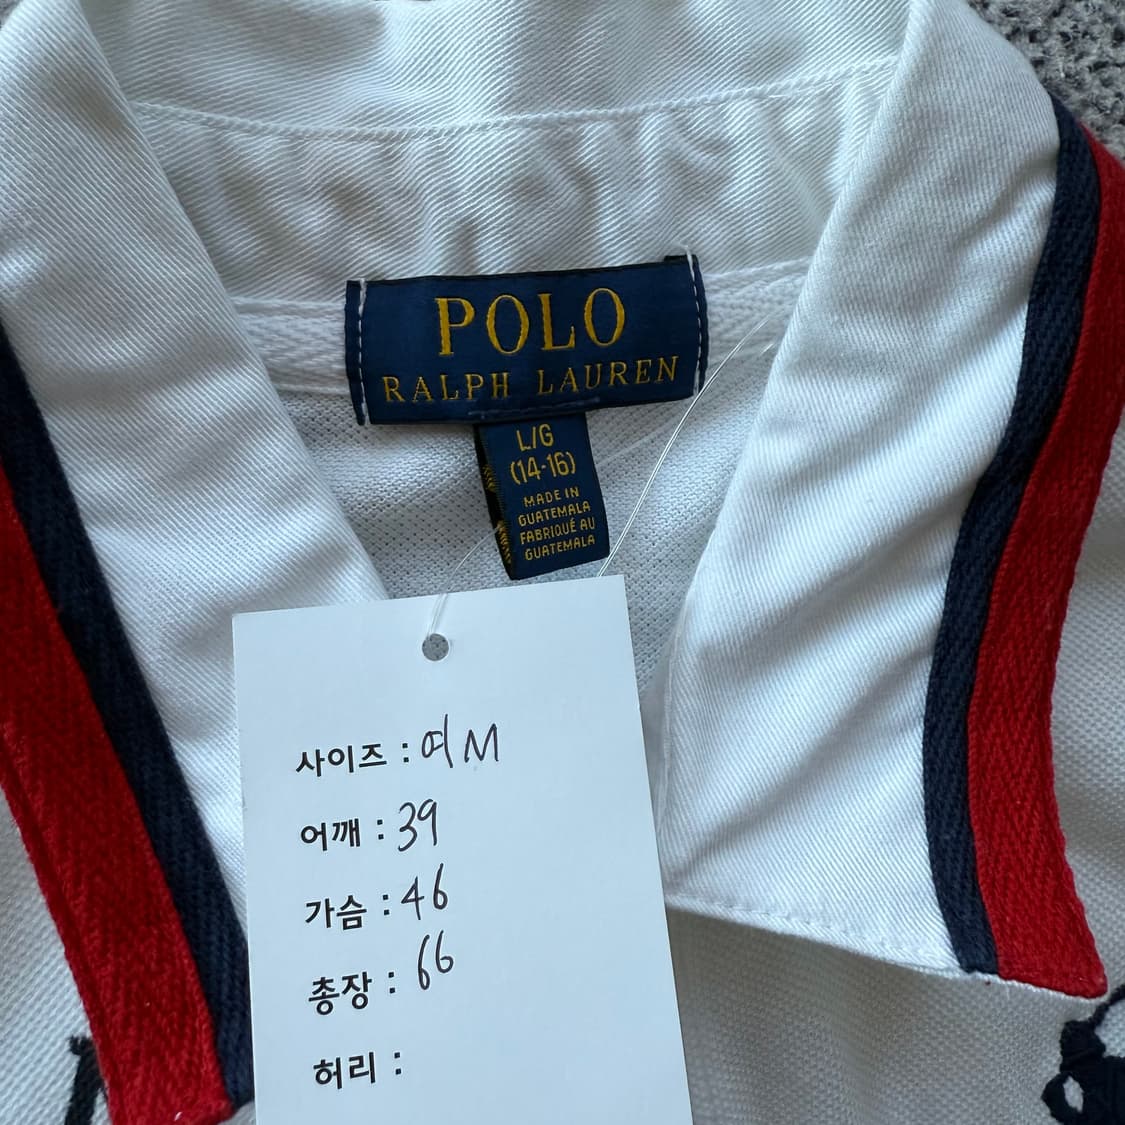 POLO
RALPH LAUREN
L/G
(14-16)
MADE IN
GUATEMALA
FABRIQUÉ AU
GUATEMALA
사이즈 : 여 M
어깨 : 39
가슴 : 46
총장 : 66
허리 :